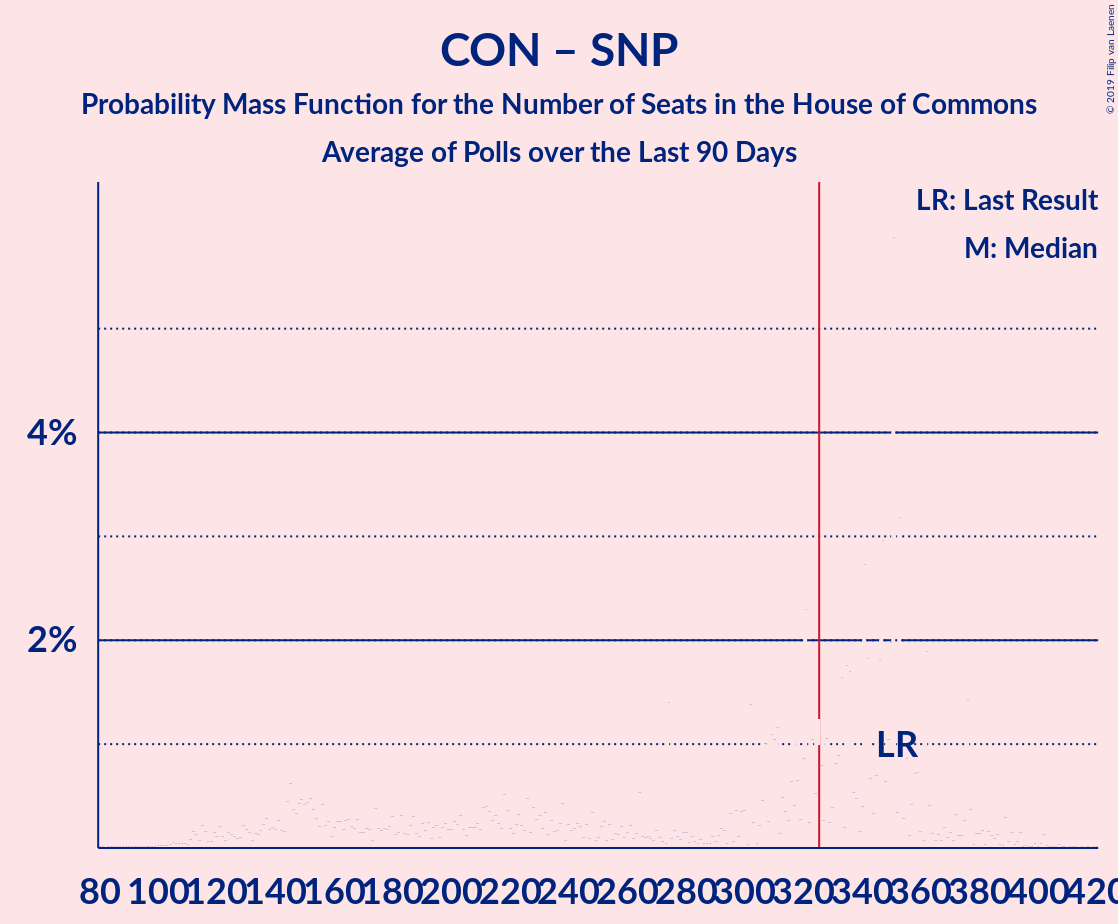 CON – SNP
Probability Mass Function for the Number of Seats in the House of Commons
Average of Polls over the Last 90 Days
© 2019 Filip van Laenen
LR: Last Result
M: Median
4%
2%
LR
80 100 120 140 160 180 200 220 240 260 280 300 320 340 360 380 400 420